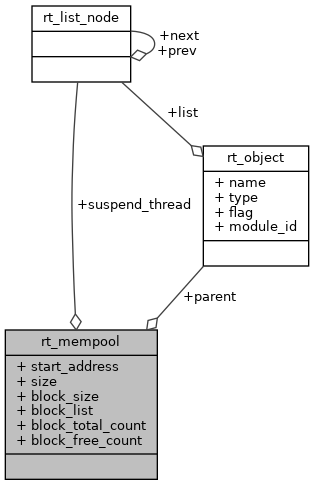 rt_list_node
+next
+prev
+list
rt_object
+ name
+ type
+ flag
+ module_id
+suspend_thread
+parent
rt_mempool
+ start_address
+ size
+ block_size
+ block_list
+ block_total_count
+ block_free_count